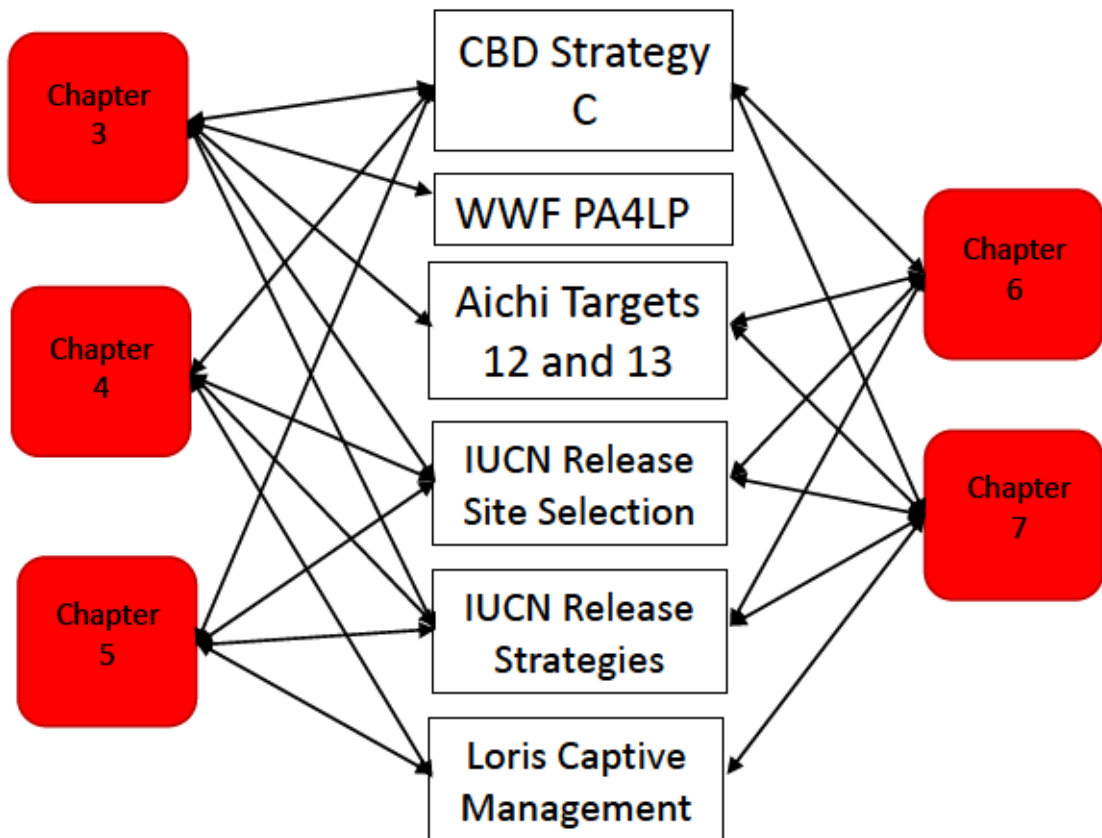 Chapter
3
Chapter
4
Chapter
5
CBD Strategy
C
WWF PA4LP
Aichi Targets
12 and 13
IUCN Release
Site Selection
IUCN Release
Strategies
Loris Captive
Management
Chapter
6
Chapter
7